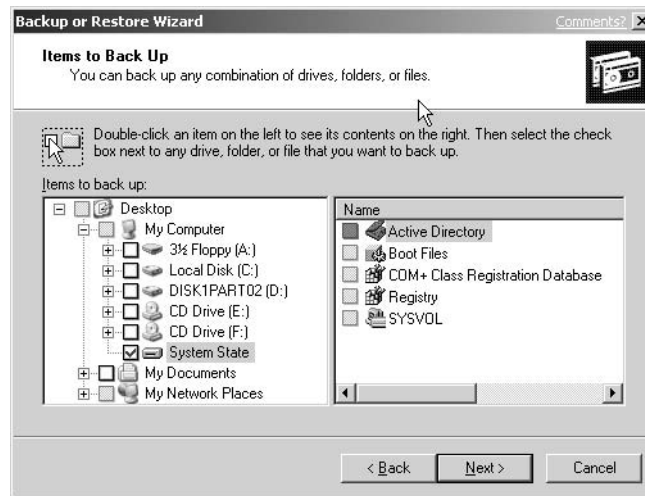 Backup or Restore Wizard
Comments?
Items to Back Up
You can back up any combination of drives, folders, or files.
Double-click an item on the left to see its contents on the right. Then select the check
box next to any drive, folder, or file that you want to back up.
Items to back up:
Desktop
My Computer
3½ Floppy (A:)
Local Disk (C:)
DISK1PART02 (D:)
CD Drive (E:)
CD Drive (F:)
System State
My Documents
My Network Places
Name
Active Directory
Boot Files
COM+ Class Registration Database
Registry
SYSVOL
< Back
Next >
Cancel